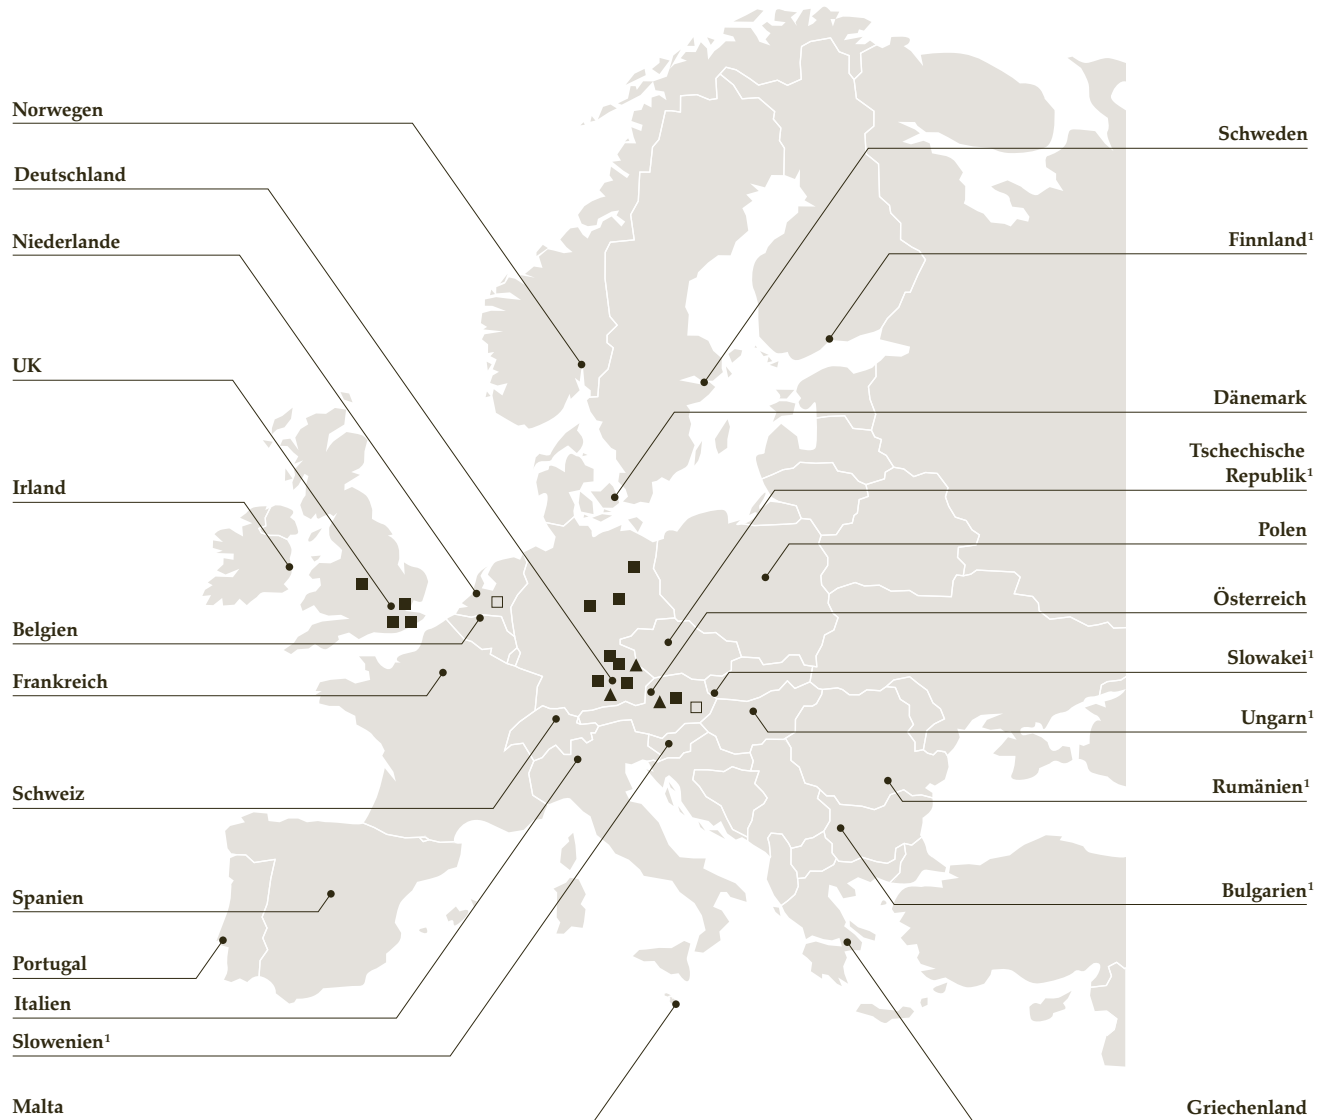 Norwegen
Deutschland
Niederlande
UK
Irland
Belgien
Frankreich
Schweiz
Spanien
Portugal
Italien
Slowenien¹
Malta
Schweden
Finnland¹
Dänemark
Tschechische
Republik¹
Polen
Österreich
Slowakei¹
Ungarn¹
Rumänien¹
Bulgarien¹
Griechenland